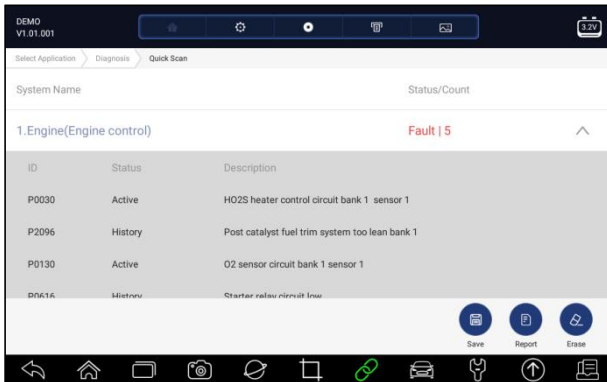 DEMO
V1.01.001
3.2V
Select Application Diagnosis Quick Scan
System Name Status/Count
1.Engine(Engine control) Fault | 5
ID Status Description
P0030 Active HO2S heater control circuit bank 1 sensor 1
P2096 History Post catalyst fuel trim system too lean bank 1
P0130 Active O2 sensor circuit bank 1 sensor 1
P0616 History Starter relay circuit low
Save Report Erase